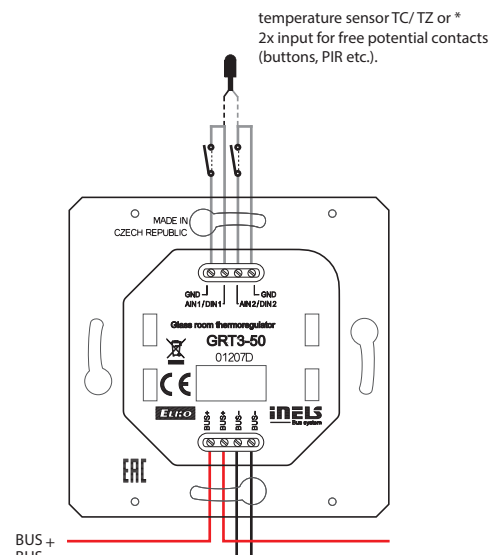 temperature sensor TC/ TZ or *
2x input for free potential contacts
(buttons, PIR etc.).
MADE IN
CZECH REPUBLIC
GND
AIN1/DIN1
GND
AIN2/DIN2
Glass room thermoregulator
GRT3-50
01207D
CE
ELKO
iNELS
Bus system
BUS+
BUS+
BUS-
BUS-
EAC
BUS +
BUS